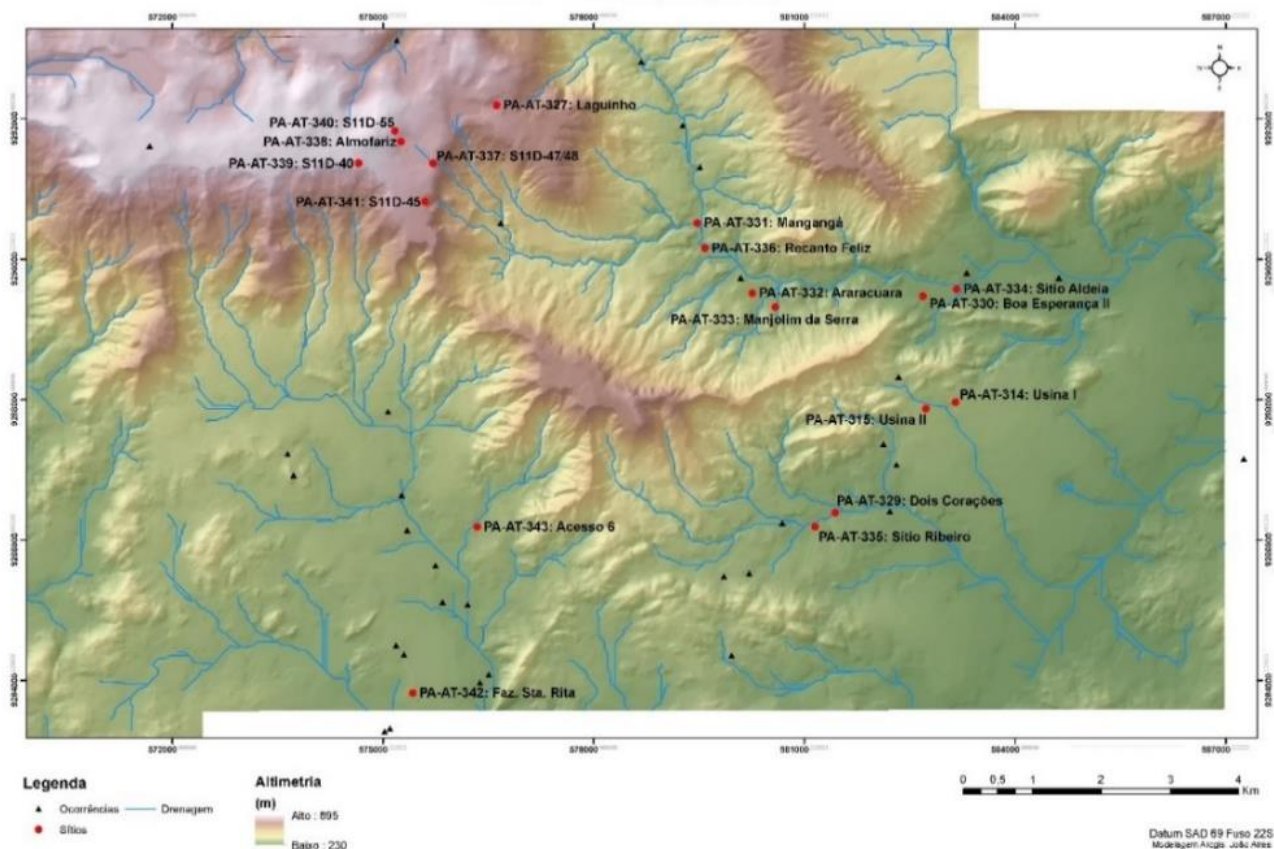 572000 575000 578000 581000 584000 587000
PA-AT-327: Laguinho
PA-AT-340: S11D-55
PA-AT-338: Almofariz
PA-AT-339: S11D-40
PA-AT-337: S11D-47/48
PA-AT-341: S11D-45
PA-AT-331: Mangangá
PA-AT-336: Recanto Feliz
PA-AT-332: Araracuara
PA-AT-334: Sítio Aldeia
PA-AT-330: Boa Esperança II
PA-AT-333: Manjolim da Serra
PA-AT-314: Usina I
PA-AT-315: Usina II
PA-AT-329: Dois Corações
PA-AT-343: Acesso 6
PA-AT-335: Sítio Ribeiro
9284000 9284000
PA-AT-342: Faz. Sta. Rita
572000 575000 578000 581000 584000 587000
Legenda
Ocorrências Drenagem
Sítios
Altimetria
(m)
Alto : 895
Baixo : 230
0 0.5 1 2 3 4
Km
Datum SAD 69 Fuso 22S